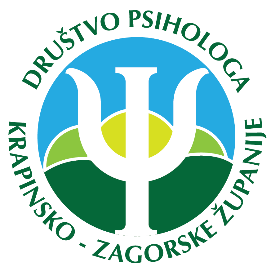 DRUŠTVO PSIHOLOGA
KRAPINSKO - ZAGORSKE ŽUPANIJE
Ψ